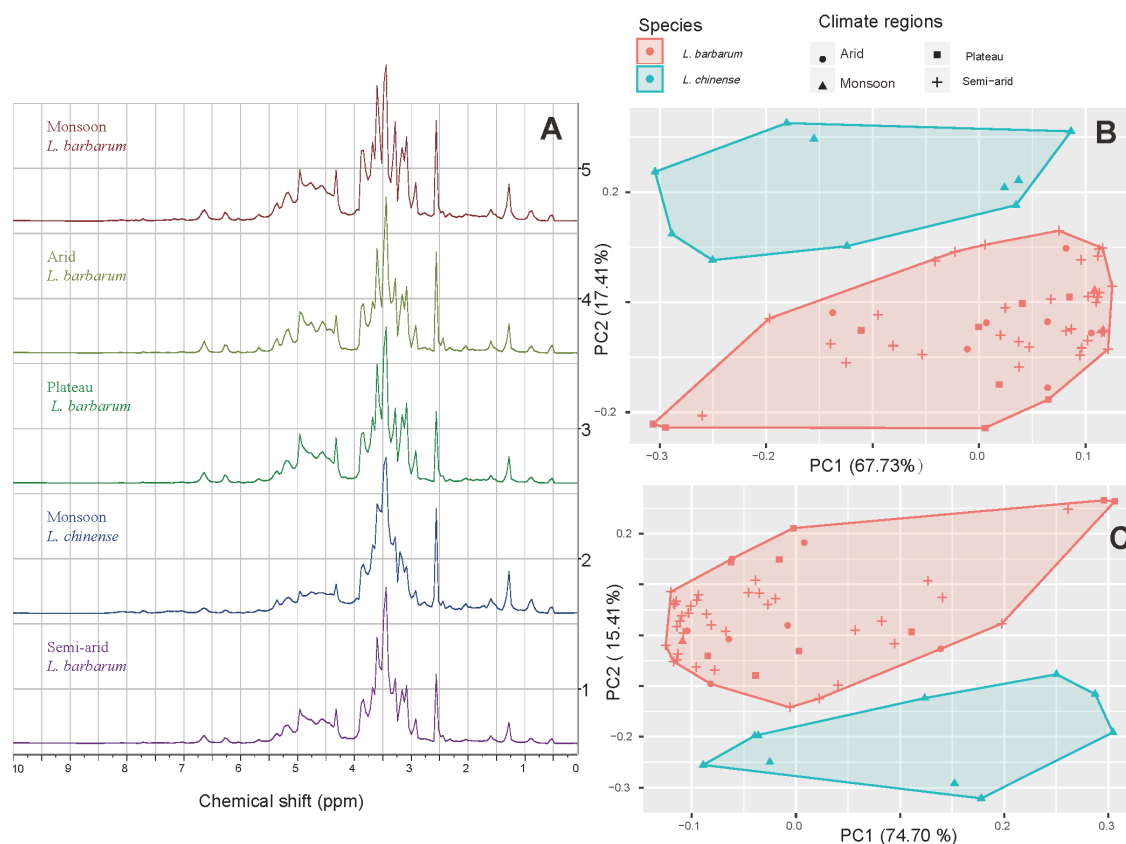 A
Monsoon
L. barbarum
5
Arid
L. barbarum
4
Plateau
L. barbarum
3
Monsoon
L. chinense
2
Semi-arid
L. barbarum
1
10 9 8 7 6 5 4 3 2 1 0
Chemical shift (ppm)
Species
L. barbarum
L. chinense
Climate regions
Arid
Plateau
Monsoon
Semi−arid
B
0.2
−0.2
PC2 (17.41%)
−0.3 −0.2 0.0 0.1
PC1 (67.73%)
C
0.2
−0.2
−0.3
PC2 ( 15.41%)
−0.1 0.0 0.2 0.3
PC1 (74.70 %)